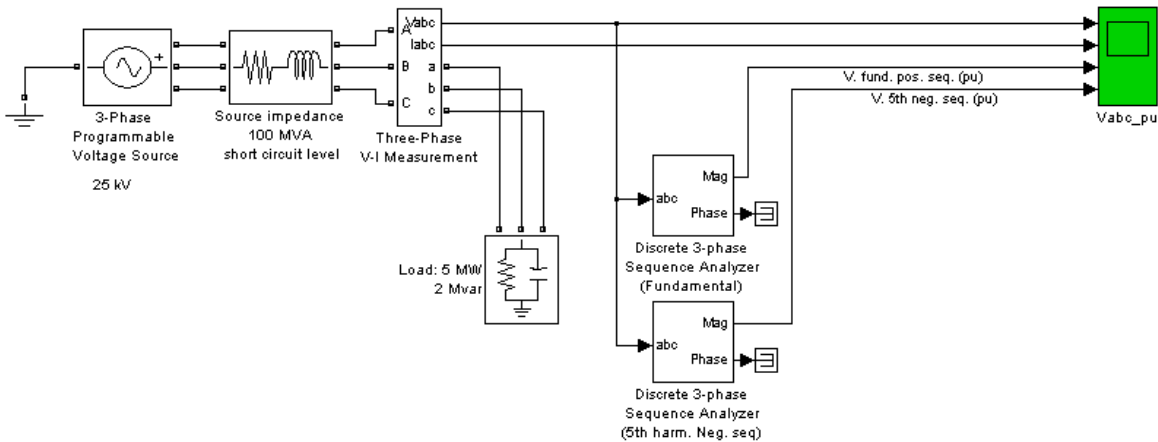 3-Phase
Programmable
Voltage Source
25 kV
Source impedance
100 MVA
short circuit level
A
B
C
Vabc
Iabc
a
b
c
Three-Phase
V-I Measurement
Load: 5 MW
2 Mvar
abc
Mag
Phase
Discrete 3-phase
Sequence Analyzer
(Fundamental)
abc
Mag
Phase
Discrete 3-phase
Sequence Analyzer
(5th harm. Neg. seq)
V. fund. pos. seq. (pu)
V. 5th neg. seq. (pu)
Vabc_pu